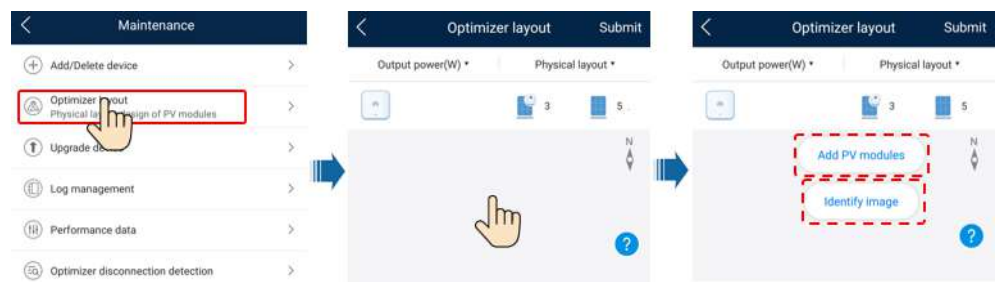 Maintenance
Add/Delete device
Optimizer layout
Physical la design of PV modules
Upgrade de
Log management
Performance data
Optimizer disconnection detection
Optimizer layout Submit
Output power(W) Physical layout
3 5
N
?
Optimizer layout Submit
Output power(W) Physical layout
3 5
N
Add PV modules
Identify image
?